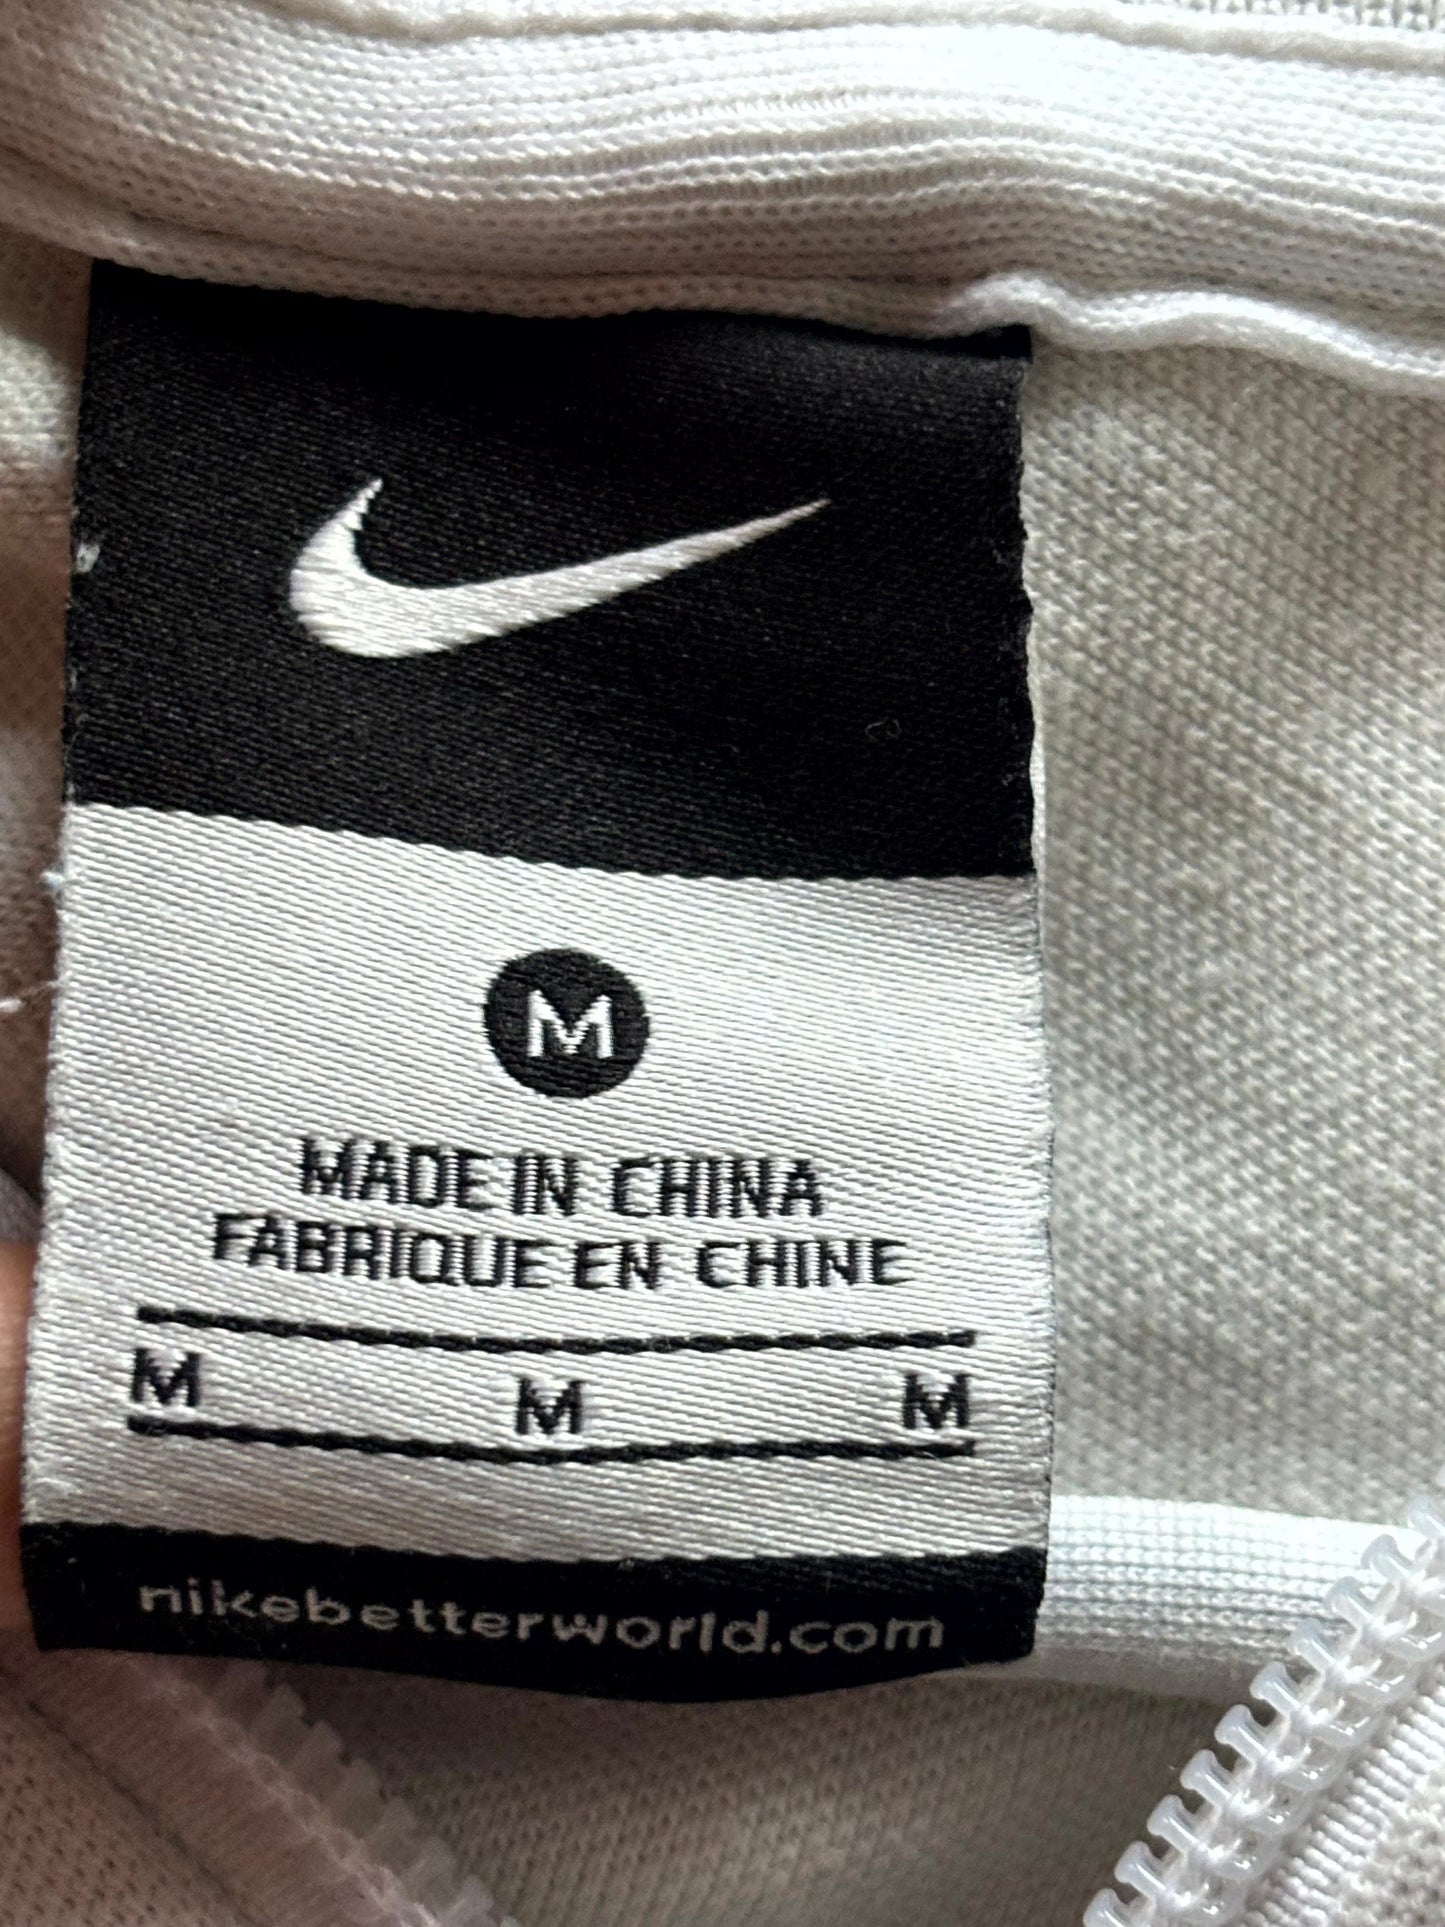 M
MADE IN CHINA
FABRIQUE EN CHINE
M M M
nikebetterworld.com